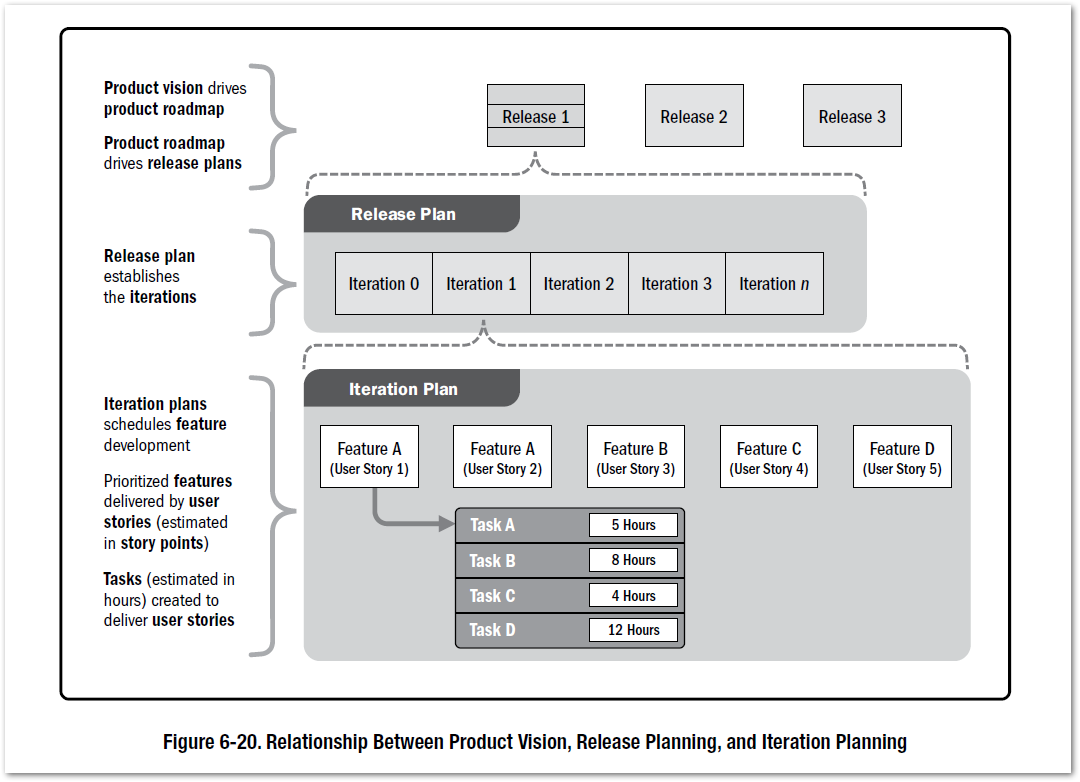 Product vision drives
product roadmap
Product roadmap
drives release plans
Release 1
Release 2
Release 3
Release Plan
Release plan
establishes
the iterations
Iteration 0
Iteration 1
Iteration 2
Iteration 3
Iteration n
Iteration Plan
Iteration plans
schedules feature
development
Prioritized features
delivered by user
stories (estimated
in story points)
Tasks (estimated in
hours) created to
deliver user stories
Feature A
(User Story 1)
Feature A
(User Story 2)
Feature B
(User Story 3)
Feature C
(User Story 4)
Feature D
(User Story 5)
Task A
5 Hours
Task B
8 Hours
Task C
4 Hours
Task D
12 Hours
Figure 6-20. Relationship Between Product Vision, Release Planning, and Iteration Planning